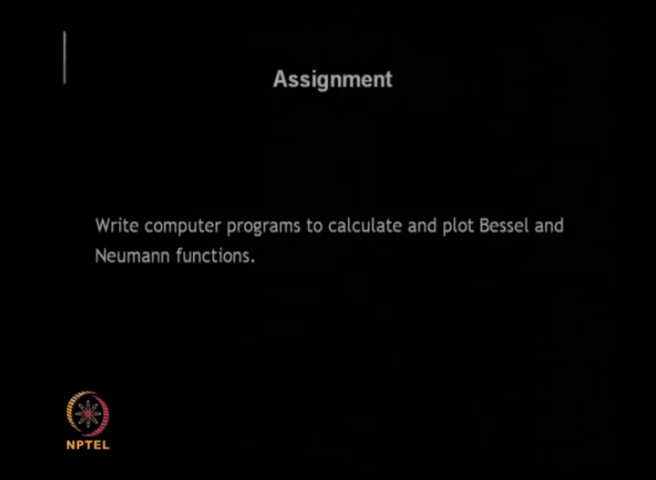 Assignment
Write computer programs to calculate and plot Bessel and
Neumann functions.
NPTEL